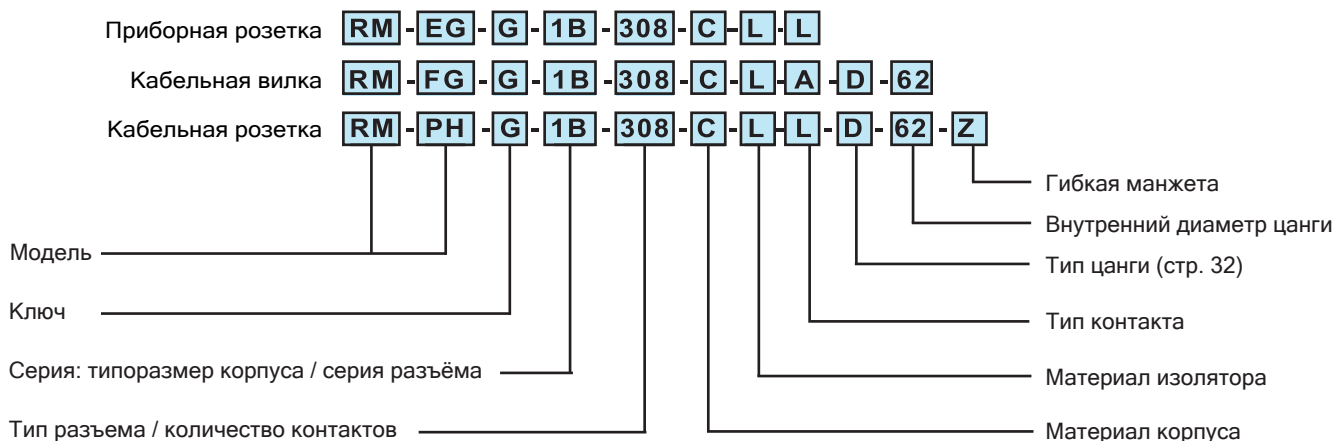 Приборная розетка RM-EG-G-1B-308-C-L-L
Кабельная вилка RM-FG-G-1B-308-C-L-A-D-62
Кабельная розетка RM-PH-G-1B-308-C-L-L-D-62-Z
Гибкая манжета
Внутренний диаметр цанги
Модель
Тип цанги (стр. 32)
Ключ
Тип контакта
Серия: типоразмер корпуса / серия разъёма
Материал изолятора
Тип разъема / количество контактов
Материал корпуса